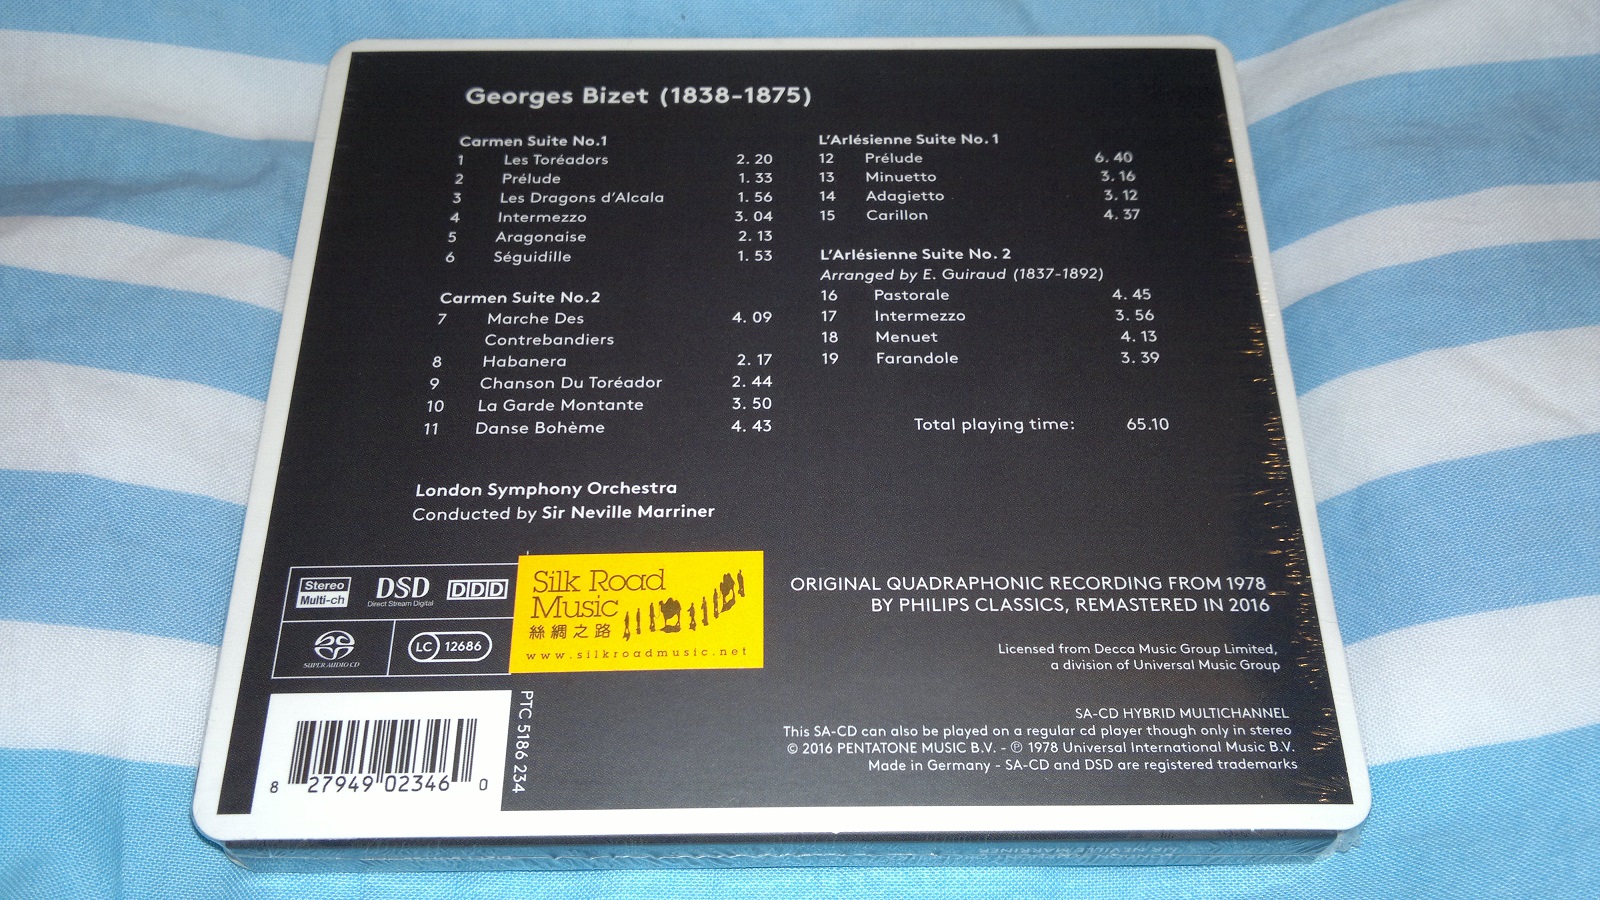 Georges Bizet (1838-1875)
Carmen Suite No.1
1 Les Toréadors 2. 20
2 Prélude 1. 33
3 Les Dragons d'Alcala 1. 56
4 Intermezzo 3. 04
5 Aragonaise 2. 13
6 Séguidille 1. 53
Carmen Suite No.2
7 Marche Des 4. 09
Contrebandiers
8 Habanera 2. 17
9 Chanson Du Toréador 2. 44
10 La Garde Montante 3. 50
11 Danse Bohème 4. 43
L'Arlésienne Suite No. 1
12 Prélude 6. 40
13 Minuetto 3. 16
14 Adagietto 3. 12
15 Carillon 4. 37
L'Arlésienne Suite No. 2
Arranged by E. Guiraud (1837-1892)
16 Pastorale 4. 45
17 Intermezzo 3. 56
18 Menuet 4. 13
19 Farandole 3. 39
Total playing time: 65.10
London Symphony Orchestra
Conducted by Sir Neville Marriner
Stereo
Multi-ch
DSD
Direct Stream Digital
DDD
SUPER AUDIO CD
LC 12686
Silk Road
Music
絲綢之路
www.silkroadmusic.net
ORIGINAL QUADRAPHONIC RECORDING FROM 1978
BY PHILIPS CLASSICS, REMASTERED IN 2016
Licensed from Decca Music Group Limited,
a division of Universal Music Group
SA-CD HYBRID MULTICHANNEL
This SA-CD can also be played on a regular cd player though only in stereo
© 2016 PENTATONE MUSIC B.V. - ℗ 1978 Universal International Music B.V.
Made in Germany - SA-CD and DSD are registered trademarks
PTC 5186 234
8 27949 02346 0